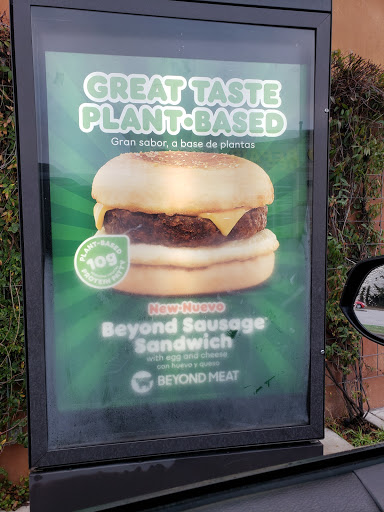 GREAT TASTE
PLANT-BASED
Gran sabor, a base de plantas
PLANT-BASED
10g
PROTEIN
New·Nuevo
Beyond Sausage
Sandwich
with egg and cheese
con huevo y queso
BEYOND MEAT